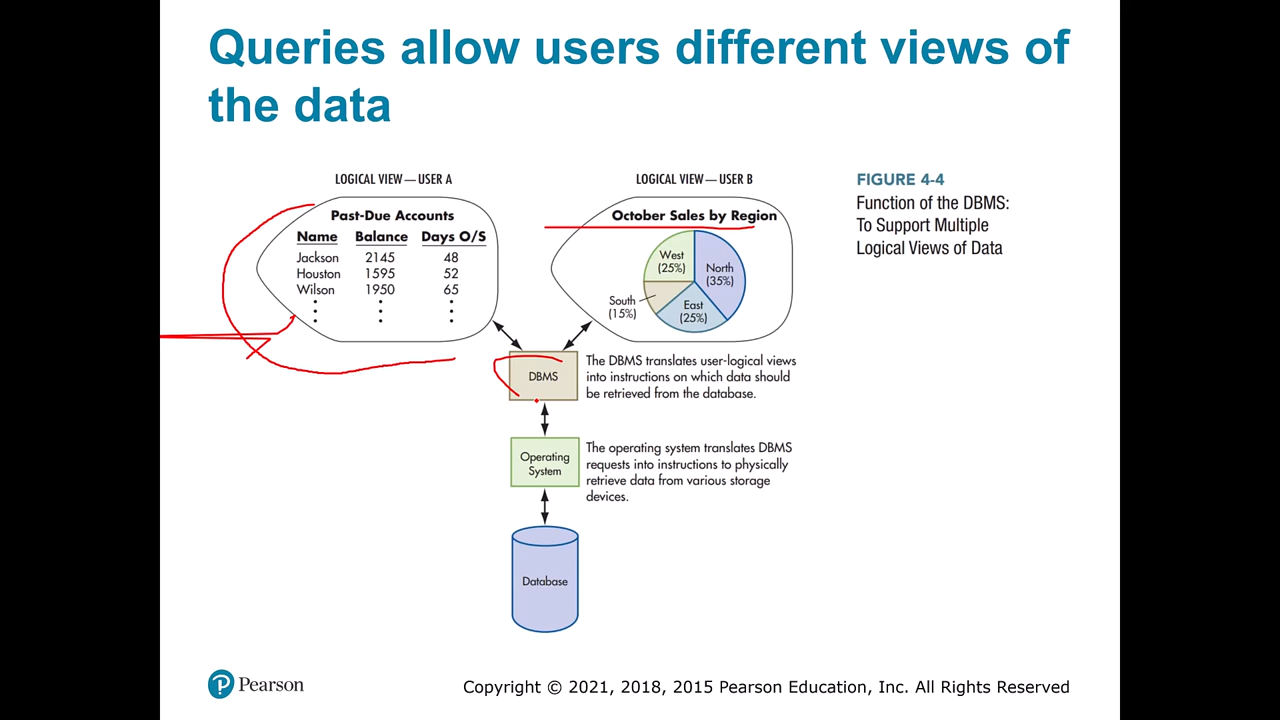 Queries allow users different views of
the data
LOGICAL VIEW—USER A
Past-Due Accounts
Name Balance Days O/S
Jackson 2145 48
Houston 1595 52
Wilson 1950 65
LOGICAL VIEW—USER B
October Sales by Region
West
(25%)
North
(35%)
South
(15%)
East
(25%)
FIGURE 4-4
Function of the DBMS:
To Support Multiple
Logical Views of Data
DBMS
The DBMS translates user-logical views
into instructions on which data should
be retrieved from the database.
Operating
System
The operating system translates DBMS
requests into instructions to physically
retrieve data from various storage
devices.
Database
Pearson
Copyright © 2021, 2018, 2015 Pearson Education, Inc. All Rights Reserved